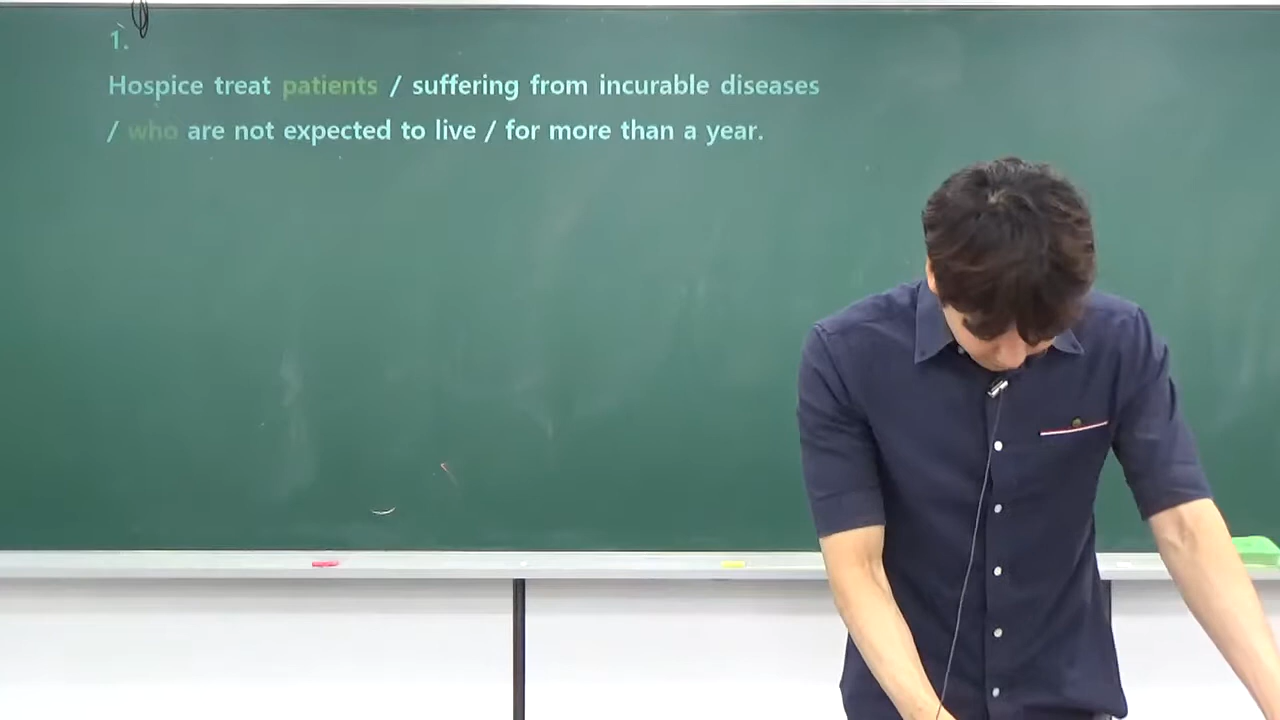 1.
Hospice treat patients / suffering from incurable diseases
/ who are not expected to live / for more than a year.